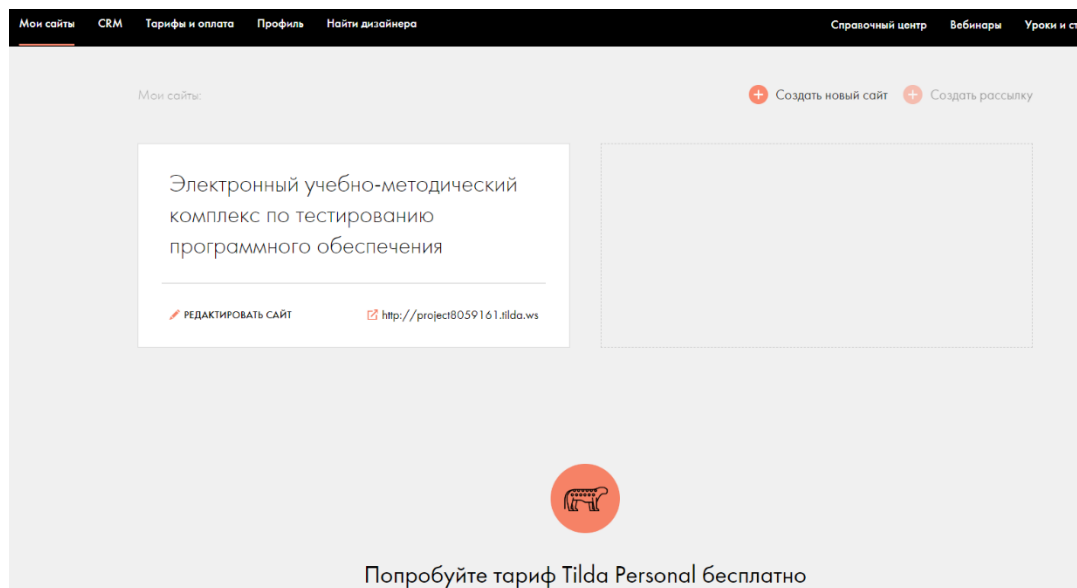 Мои сайты CRM Тарифы и оплата Профиль Найти дизайнера Справочный центр Вебинары Уроки и
Мои сайты: Создать новый сайт Создать рассылку
Электронный учебно-методический
комплекс по тестированию
программного обеспечения
РЕДАКТИРОВАТЬ САЙТ http://project8059161.tilda.ws
Попробуйте тариф Tilda Personal бесплатно